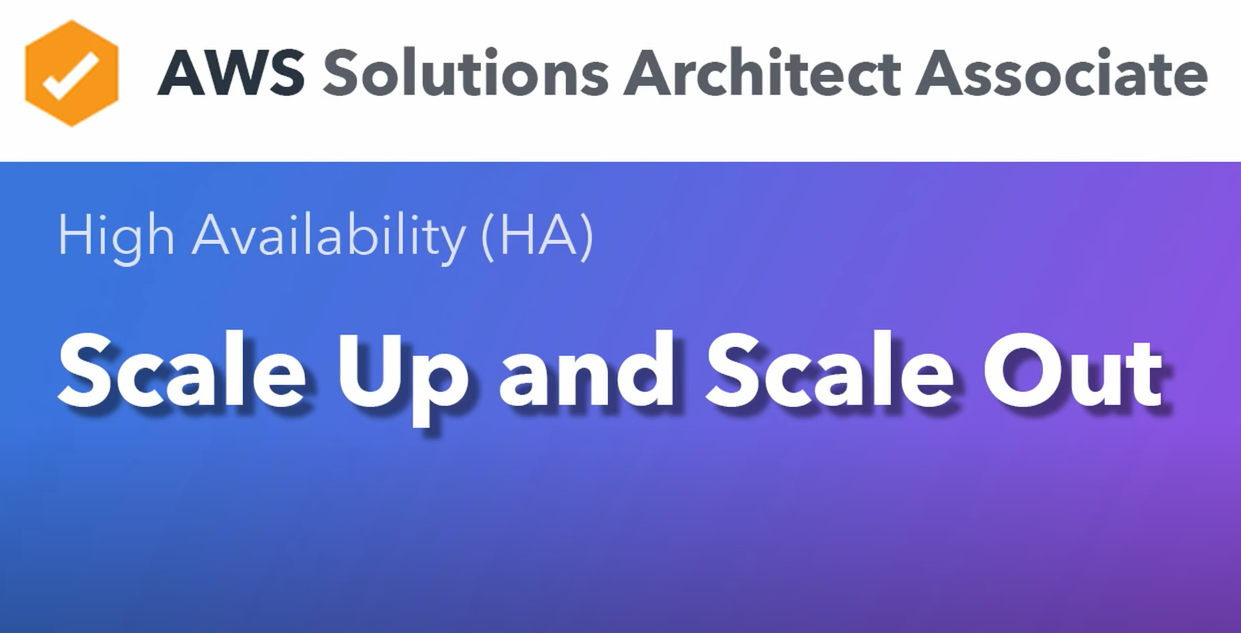 AWS Solutions Architect Associate
High Availability (HA)
Scale Up and Scale Out